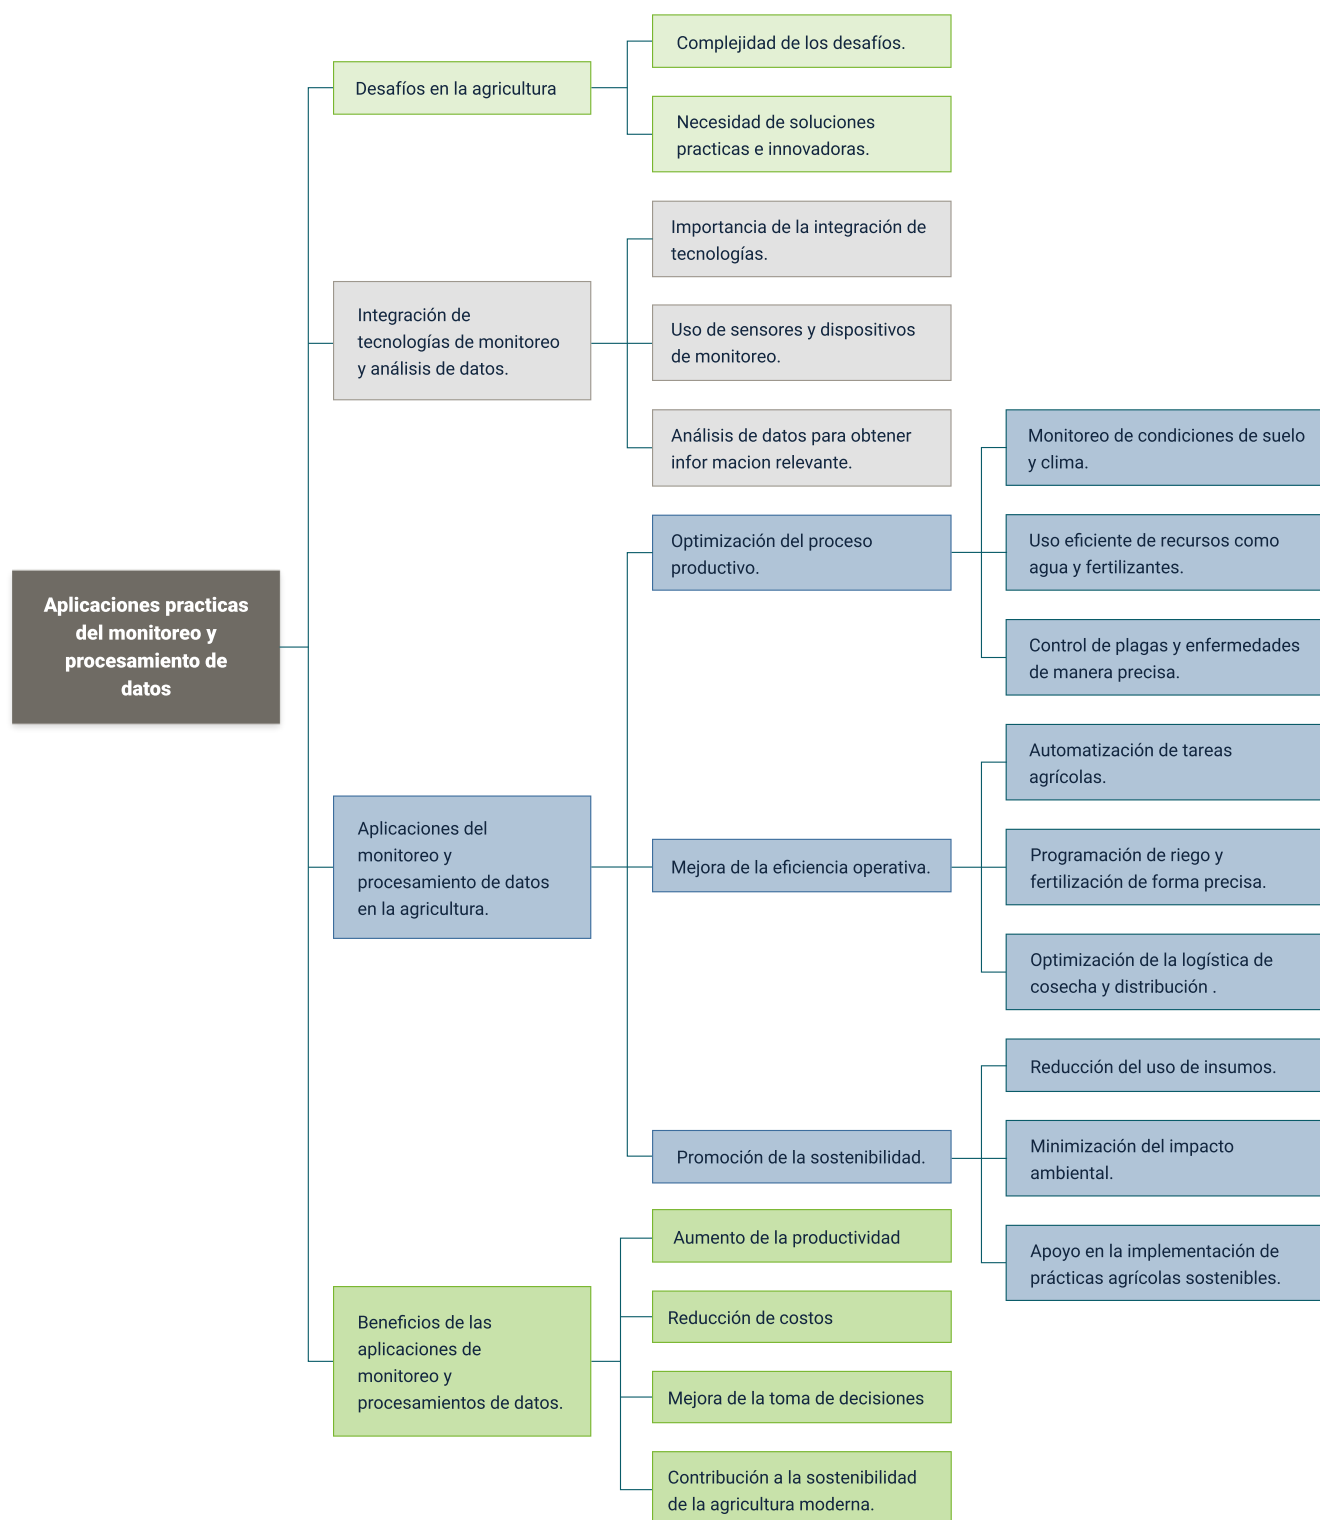 Aplicaciones practicas
del monitoreo y
procesamiento de
datos
Desafíos en la agricultura
Complejidad de los desafíos.
Necesidad de soluciones
practicas e innovadoras.
Integración de
tecnologías de monitoreo
y análisis de datos.
Importancia de la integración de
tecnologías.
Uso de sensores y dispositivos
de monitoreo.
Análisis de datos para obtener
infor macion relevante.
Aplicaciones del
monitoreo y
procesamiento de datos
en la agricultura.
Optimización del proceso
productivo.
Monitoreo de condiciones de suelo
y clima.
Uso eficiente de recursos como
agua y fertilizantes.
Control de plagas y enfermedades
de manera precisa.
Mejora de la eficiencia operativa.
Automatización de tareas
agrícolas.
Programación de riego y
fertilización de forma precisa.
Optimización de la logística de
cosecha y distribución .
Promoción de la sostenibilidad.
Reducción del uso de insumos.
Minimización del impacto
ambiental.
Apoyo en la implementación de
prácticas agrícolas sostenibles.
Beneficios de las
aplicaciones de
monitoreo y
procesamientos de datos.
Aumento de la productividad
Reducción de costos
Mejora de la toma de decisiones
Contribución a la sostenibilidad
de la agricultura moderna.